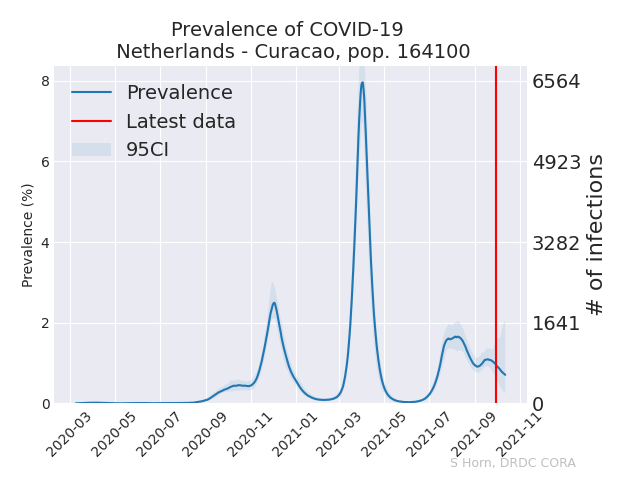 Prevalence of COVID-19
Netherlands - Curacao, pop. 164100
Prevalence
Latest data
95CI
Prevalence (%)
8
6
4
2
0
6564
4923
3282
1641
0
# of infections
2020-03
2020-05
2020-07
2020-09
2020-11
2021-01
2021-03
2021-05
2021-07
2021-09
2021-11
S Horn, DRDC CORA